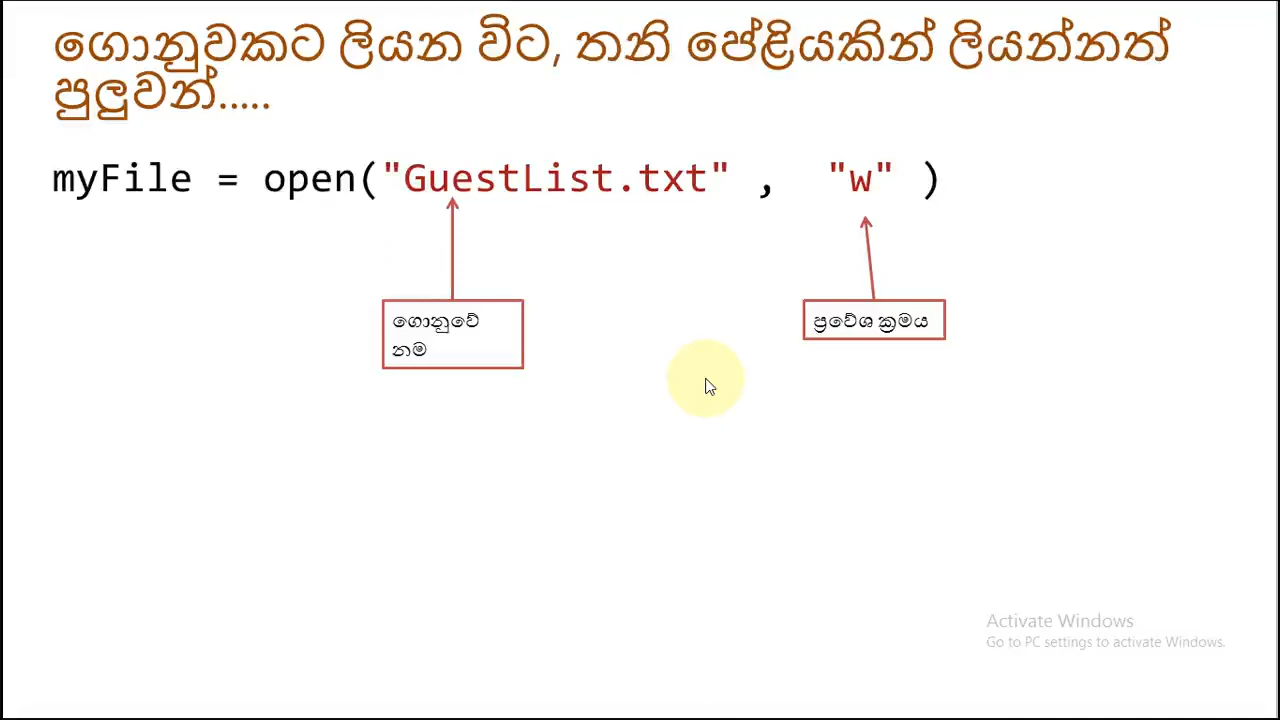 ගොනුවකට ලියන විට, තනි පේළියකින් ලියන්නත්
පුලුවන්.....
myFile = open("GuestList.txt" , "w" )
ගොනුවේ
නම
ප්‍රවේශ ක්‍රමය
Activate Windows
Go to PC settings to activate Windows.